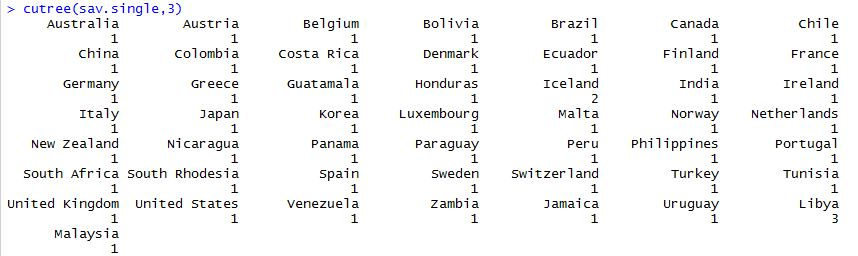 > cutree(sav.single,3)
Australia Austria Belgium Bolivia Brazil Canada Chile
1 1 1 1 1 1 1
China Colombia Costa Rica Denmark Ecuador Finland France
1 1 1 1 1 1 1
Germany Greece Guatamala Honduras Iceland India Ireland
1 1 1 1 2 1 1
Italy Japan Korea Luxembourg Malta Norway Netherlands
1 1 1 1 1 1 1
New Zealand Nicaragua Panama Paraguay Peru Philippines Portugal
1 1 1 1 1 1 1
South Africa South Rhodesia Spain Sweden Switzerland Turkey Tunisia
1 1 1 1 1 1 1
United Kingdom United States Venezuela Zambia Jamaica Uruguay Libya
1 1 1 1 1 1 3
Malaysia
1